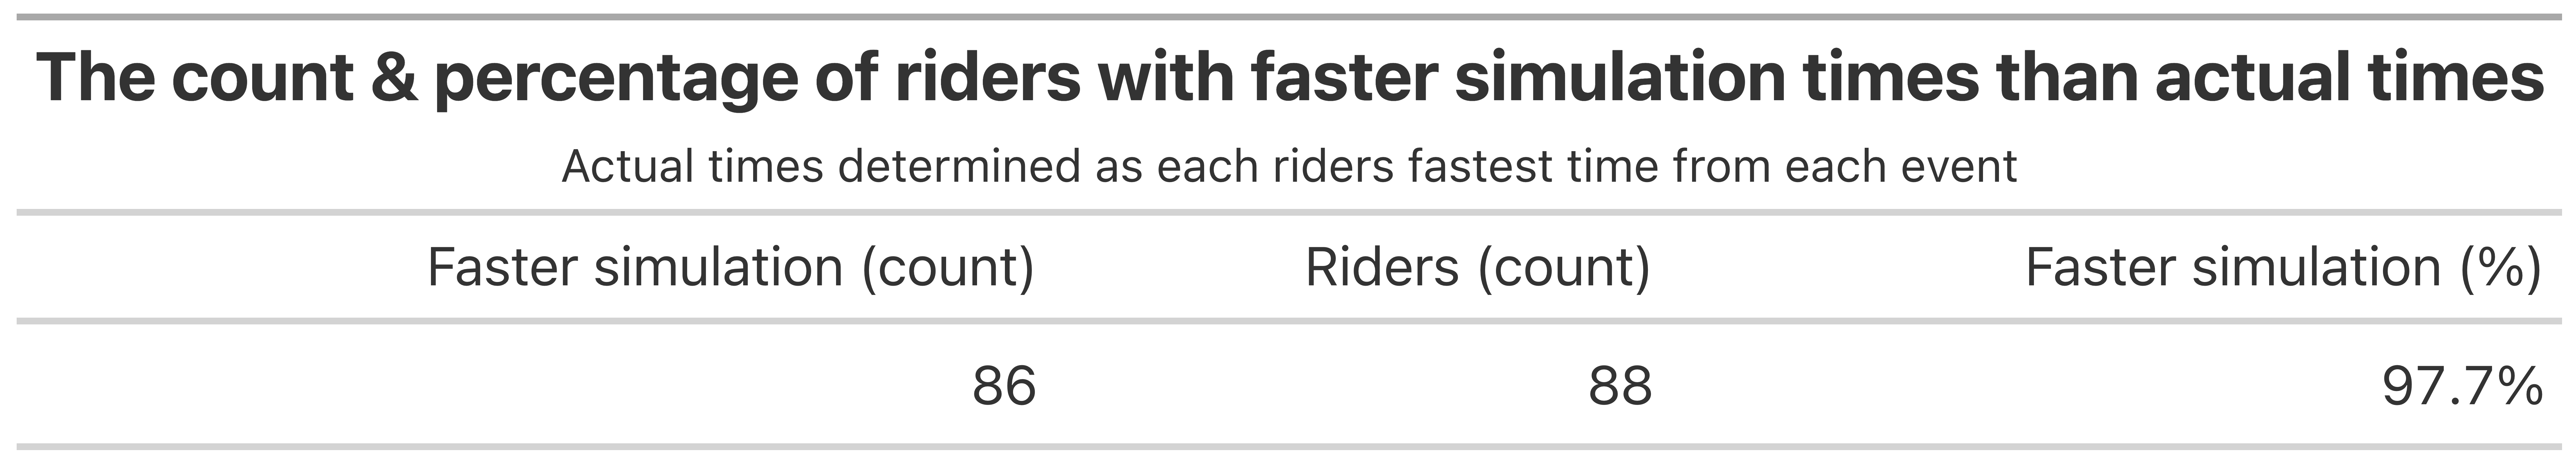 The count & percentage of riders with faster simulation times than actual times
Actual times determined as each riders fastest time from each event
Faster simulation (count) Riders (count) Faster simulation (%)
86 88 97.7%